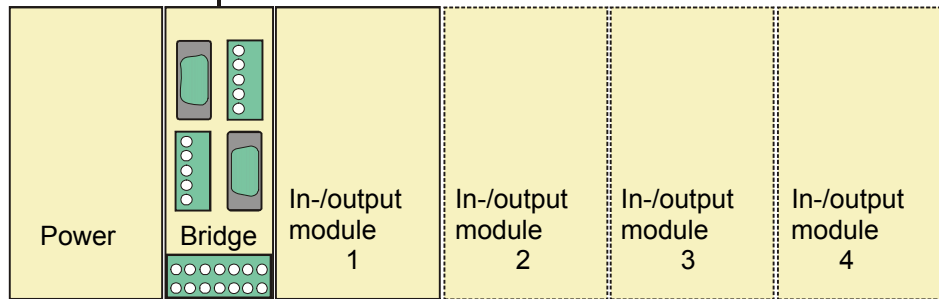 Power
Bridge
In-/output
module
1
In-/output
module
2
In-/output
module
3
In-/output
module
4